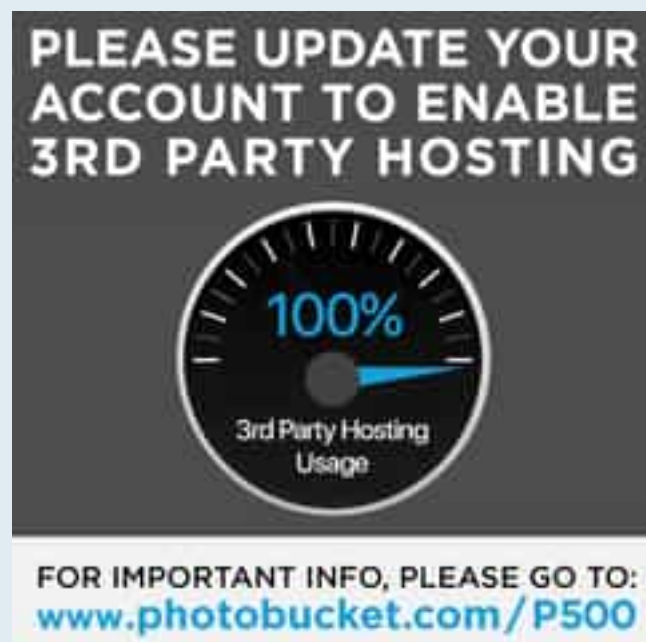 PLEASE UPDATE YOUR
ACCOUNT TO ENABLE
3RD PARTY HOSTING
100%
3rd Party Hosting
Usage
FOR IMPORTANT INFO, PLEASE GO TO:
www.photobucket.com/P500